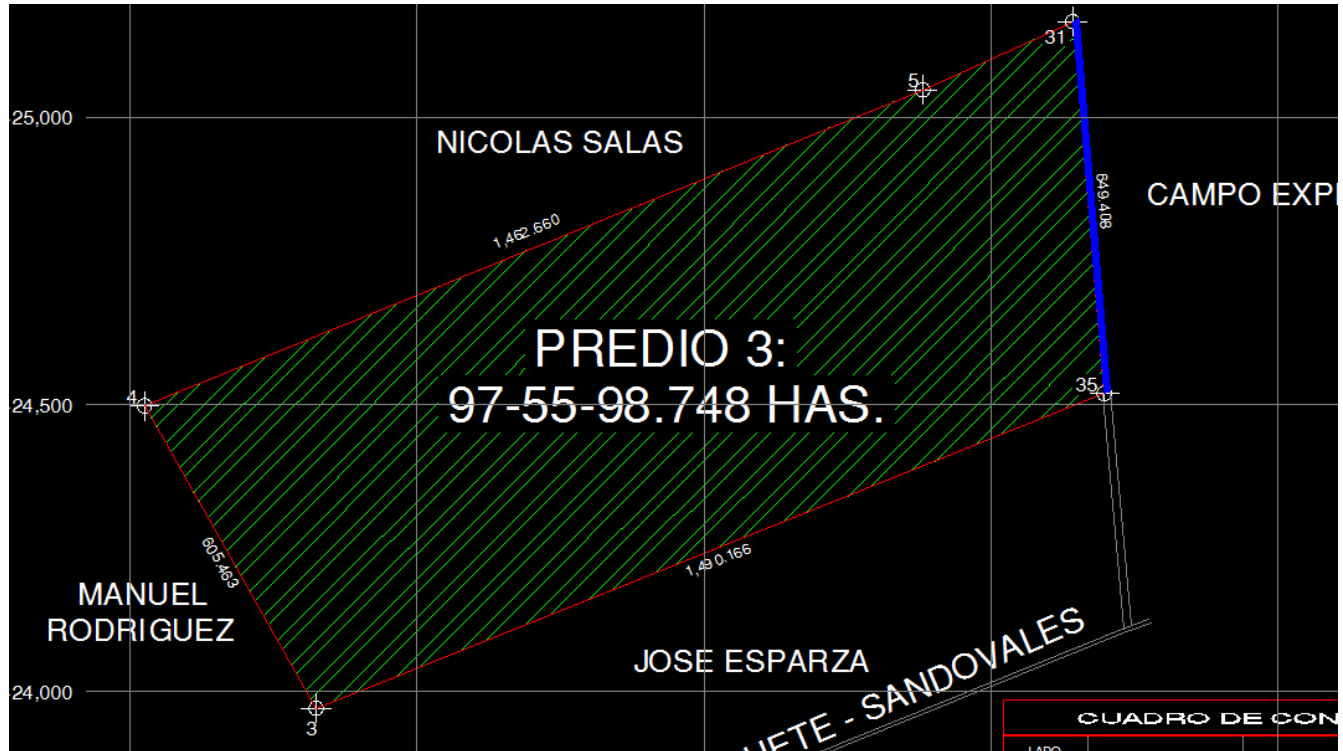 31
5
25,000
NICOLAS SALAS
649.408
CAMPO EXP
1,462.660
PREDIO 3:
97-55-98.748 HAS.
4
24,500
35
605.463
1,490.166
MANUEL
RODRIGUEZ
JOSE ESPARZA
24,000
3
UETE - SANDOVALES
CUADRO DE CON
LADO